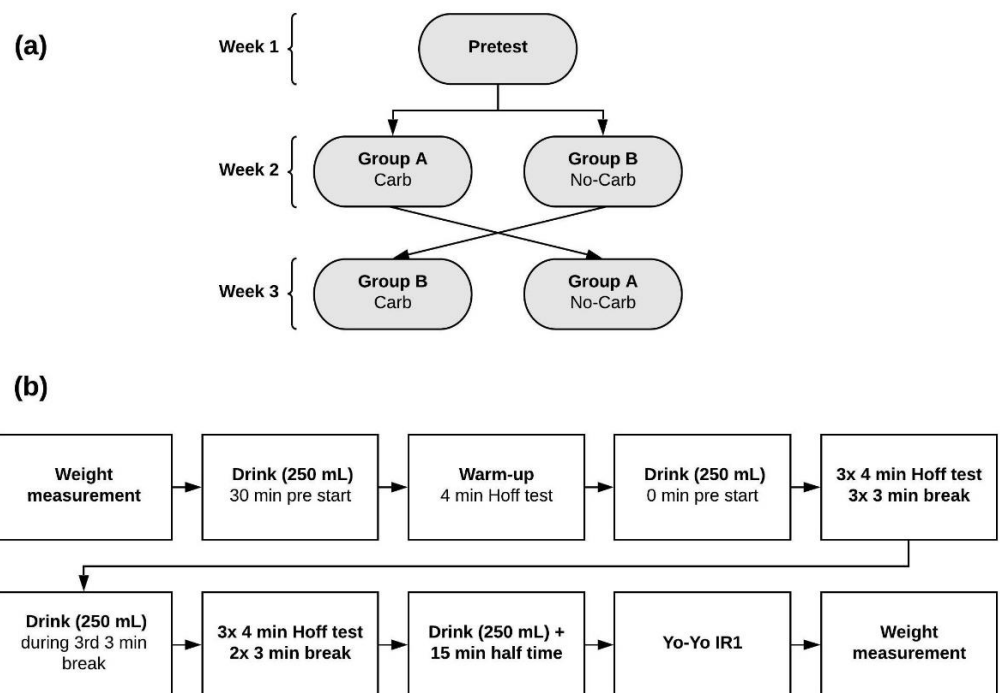 (a)
Week 1
Pretest
Week 2
Group A
Carb
Group B
No-Carb
Week 3
Group B
Carb
Group A
No-Carb
(b)
Weight
measurement
Drink (250 mL)
30 min pre start
Warm-up
4 min Hoff test
Drink (250 mL)
0 min pre start
3x 4 min Hoff test
3x 3 min break
Drink (250 mL)
during 3rd 3 min
break
3x 4 min Hoff test
2x 3 min break
Drink (250 mL) +
15 min half time
Yo-Yo IR1
Weight
measurement